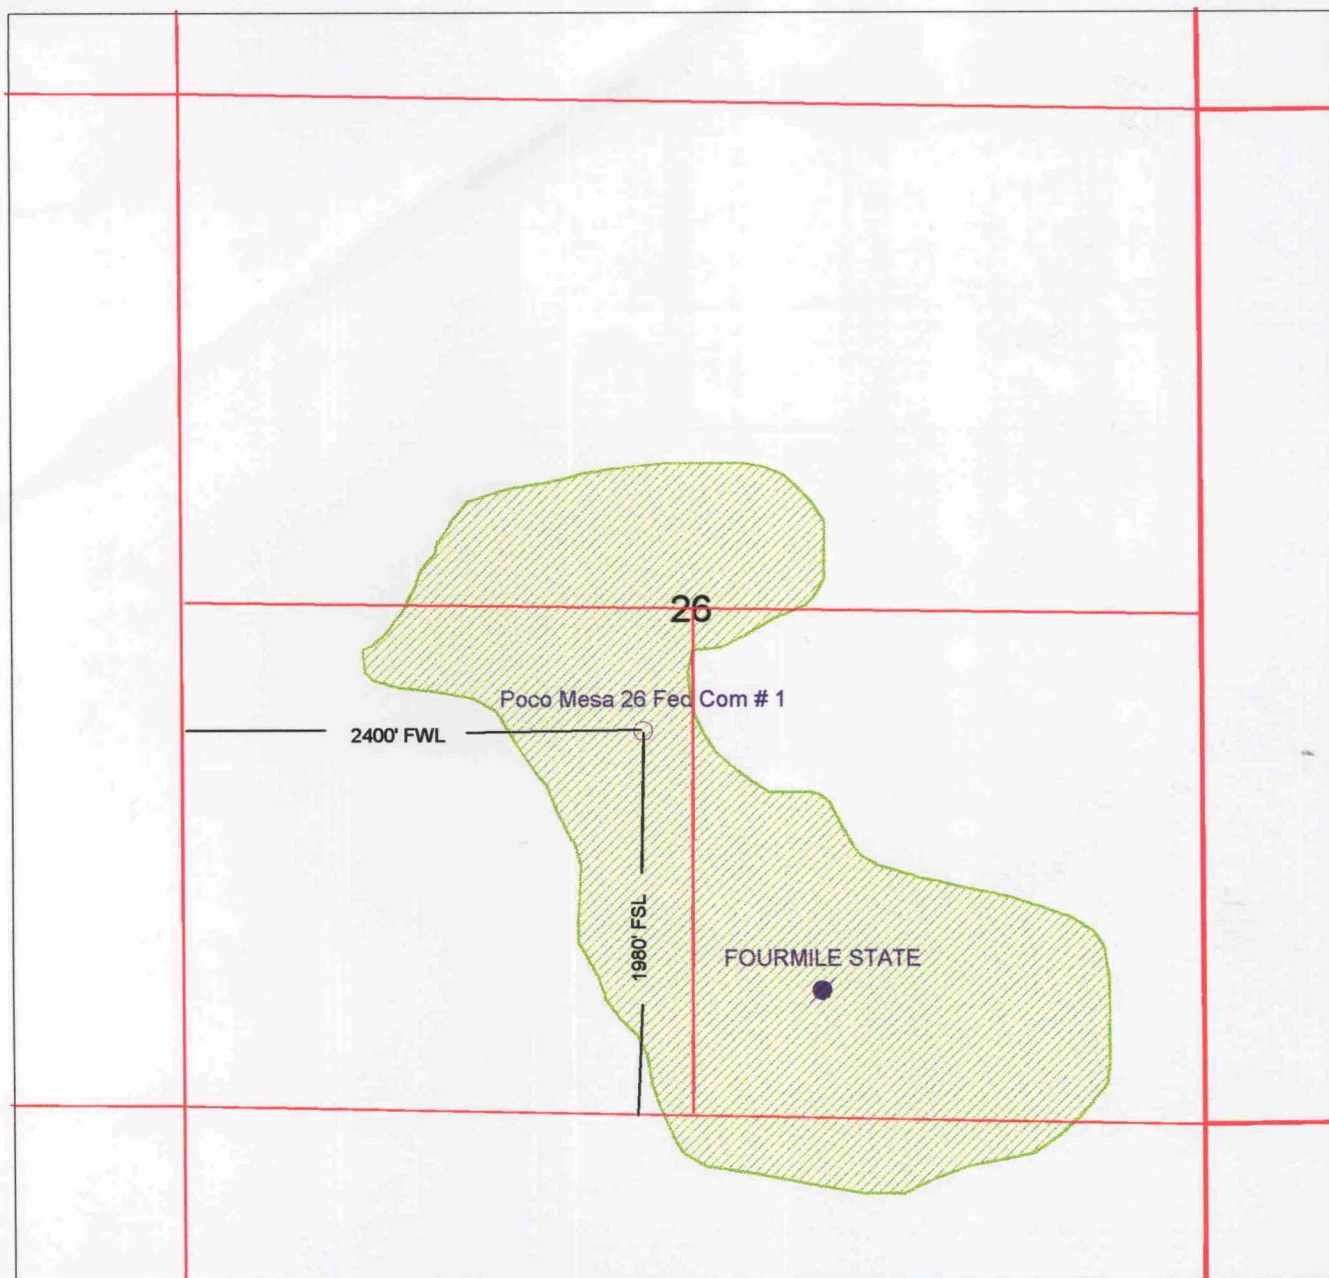 26
Poco Mesa 26 Fed Com # 1
2400' FWL
1980' FSL
FOURMILE STATE